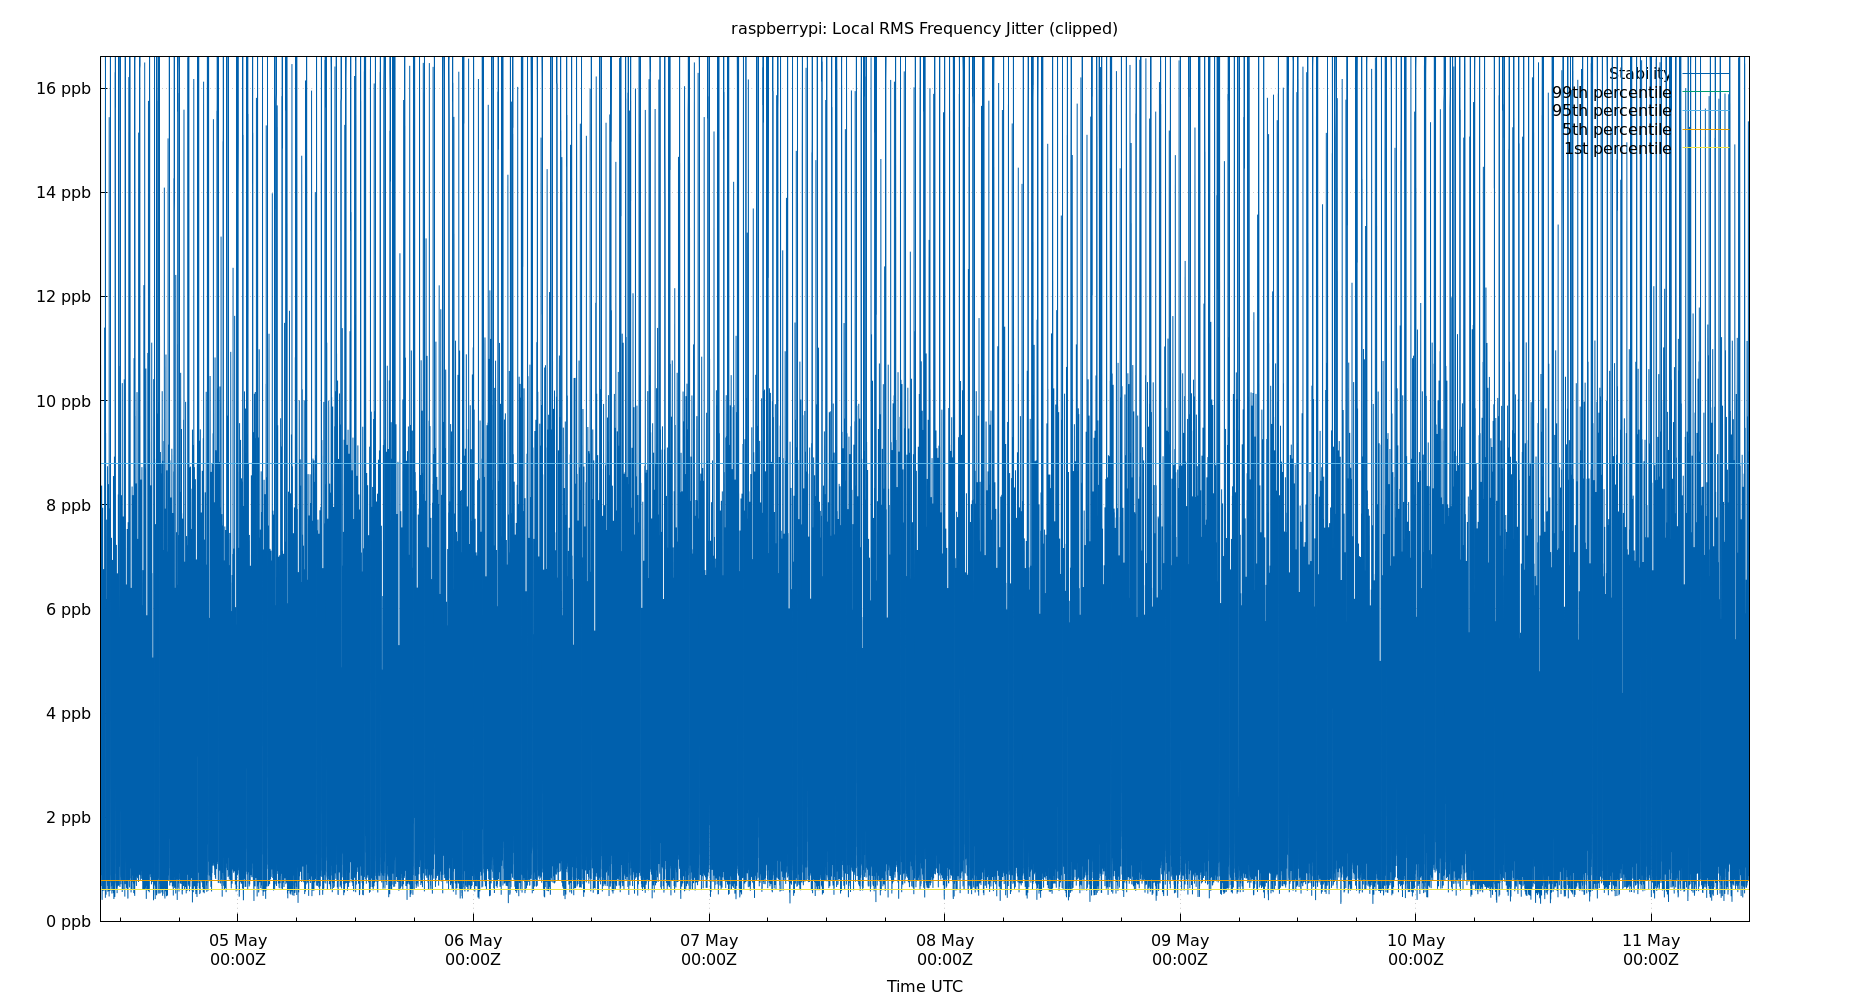 raspberrypi: Local RMS Frequency Jitter (clipped)
Stability
99th percentile
95th percentile
5th percentile
1st percentile
16 ppb
14 ppb
12 ppb
10 ppb
8 ppb
6 ppb
4 ppb
2 ppb
0 ppb
05 May 06 May 07 May 08 May 09 May 10 May 11 May
00:00Z 00:00Z 00:00Z 00:00Z 00:00Z 00:00Z 00:00Z
Time UTC